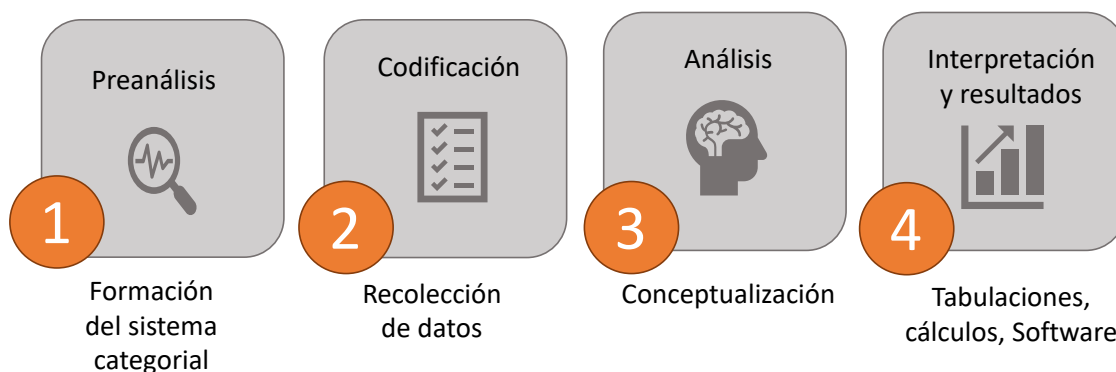 Preanálisis
1
Formación
del sistema
categorial
Codificación
2
Recolección
de datos
Análisis
3
Conceptualización
Interpretación
y resultados
4
Tabulaciones,
cálculos, Software